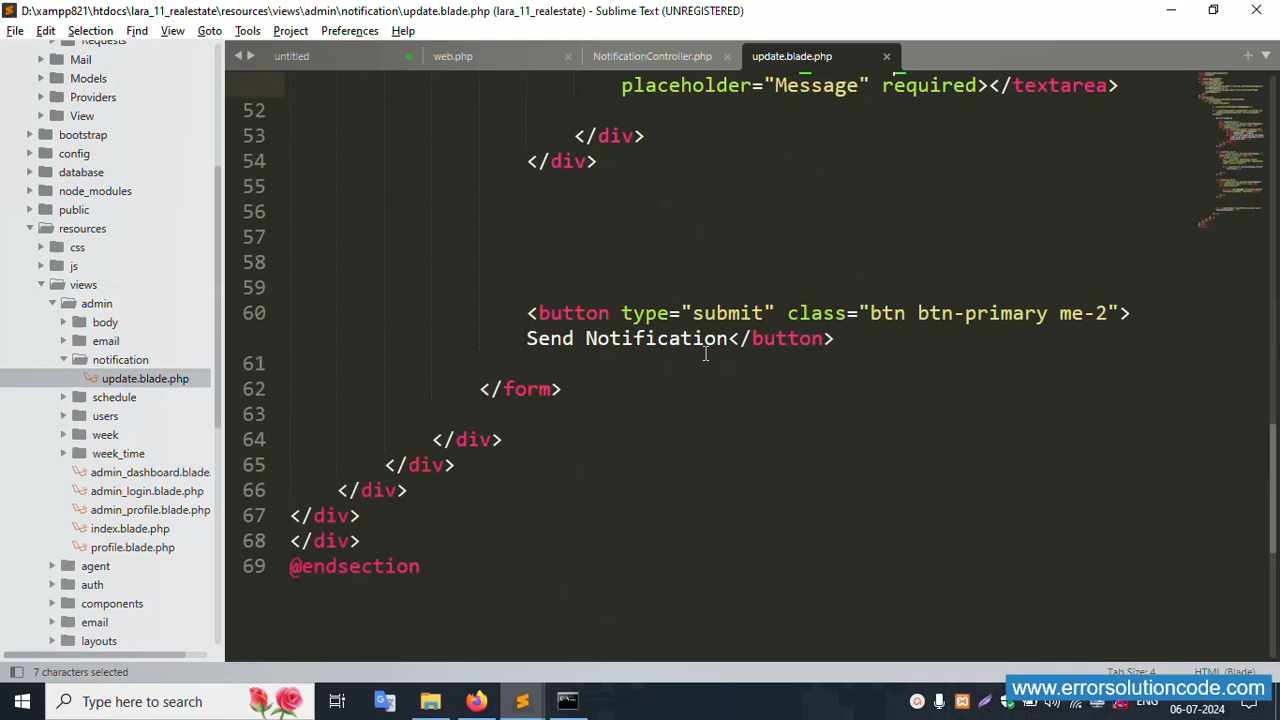 D:\xampp821\htdocs\lara_11_realestate\resources\views\admin\notification\update.blade.php (lara_11_realestate) - Sublime Text (UNREGISTERED)
File Edit Selection Find View Goto Tools Project Preferences Help
untitled web.php NotificationController.php update.blade.php
Requests
Mail
Models
Providers
View
bootstrap
config
database
node_modules
public
resources
css
js
views
admin
body
email
notification
update.blade.php
schedule
users
week
week_time
admin_dashboard.blade.
admin_login.blade.php
admin_profile.blade.php
index.blade.php
profile.blade.php
agent
auth
components
email
layouts
placeholder="Message" required></textarea>
52
53 </div>
54 </div>
55
56
57
58
59
60 <button type="submit" class="btn btn-primary me-2">
Send Notification</button>
61
62 </form>
63
64 </div>
65 </div>
66 </div>
67 </div>
68 </div>
69 @endsection
7 characters selected
Tab Size: 4 HTML (Blade)
www.errorsolutioncode.com
Type here to search
ENG
06-07-2024